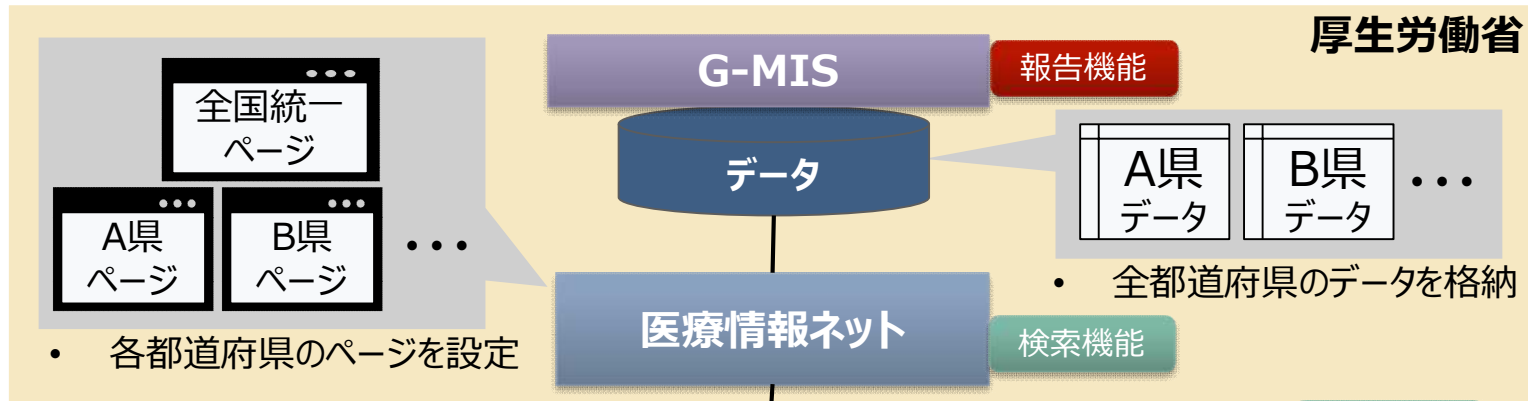 厚生労働省
G-MIS
報告機能
全国統一
ページ
A県
ページ
B県
ページ
•••
データ
A県
データ
B県
データ
•••
• 全都道府県のデータを格納
医療情報ネット
検索機能
• 各都道府県のページを設定